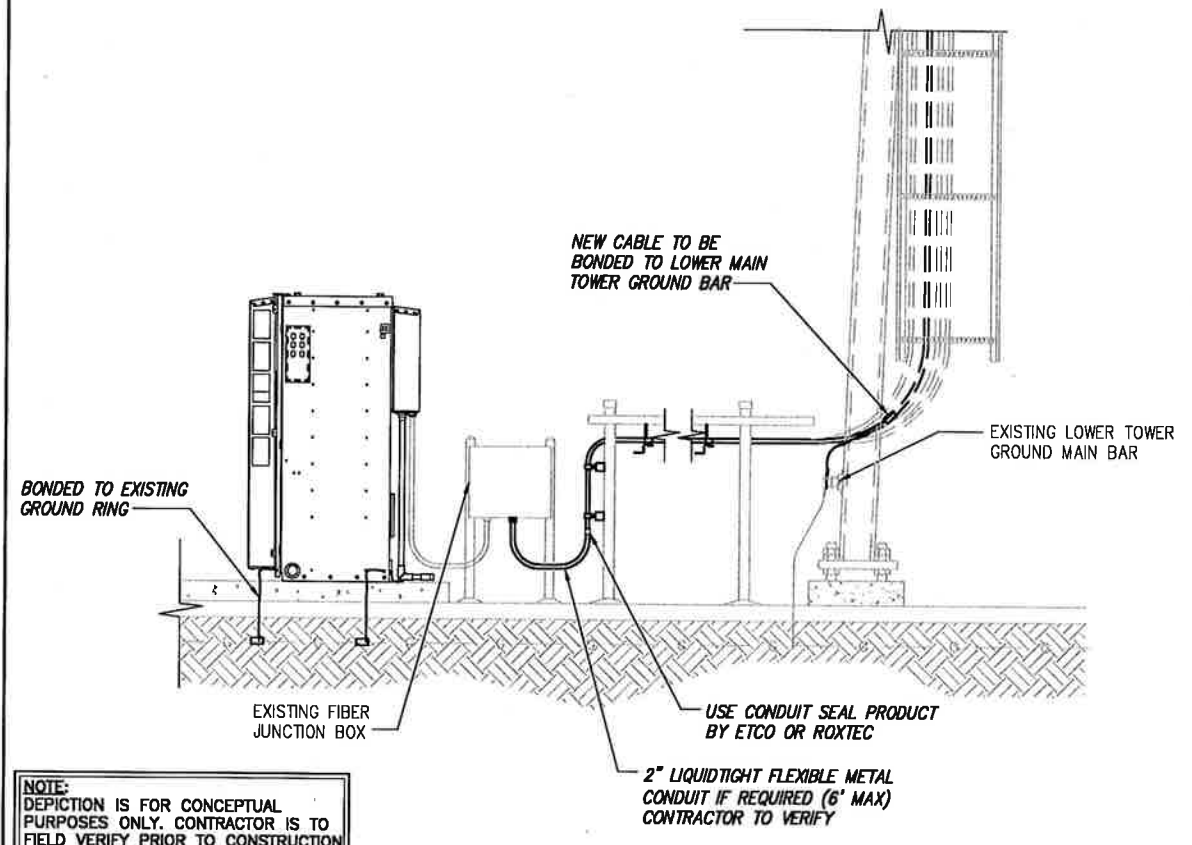 NEW CABLE TO BE
BONDED TO LOWER MAIN
TOWER GROUND BAR
EXISTING LOWER TOWER
GROUND MAIN BAR
BONDED TO EXISTING
GROUND RING
EXISTING FIBER
JUNCTION BOX
USE CONDUIT SEAL PRODUCT
BY ETCO OR ROXTEC
2" LIQUIDTIGHT FLEXIBLE METAL
CONDUIT IF REQUIRED (6' MAX)
CONTRACTOR TO VERIFY
NOTE:
DEPICTION IS FOR CONCEPTUAL
PURPOSES ONLY. CONTRACTOR IS TO
FIELD VERIFY PRIOR TO CONSTRUCTION